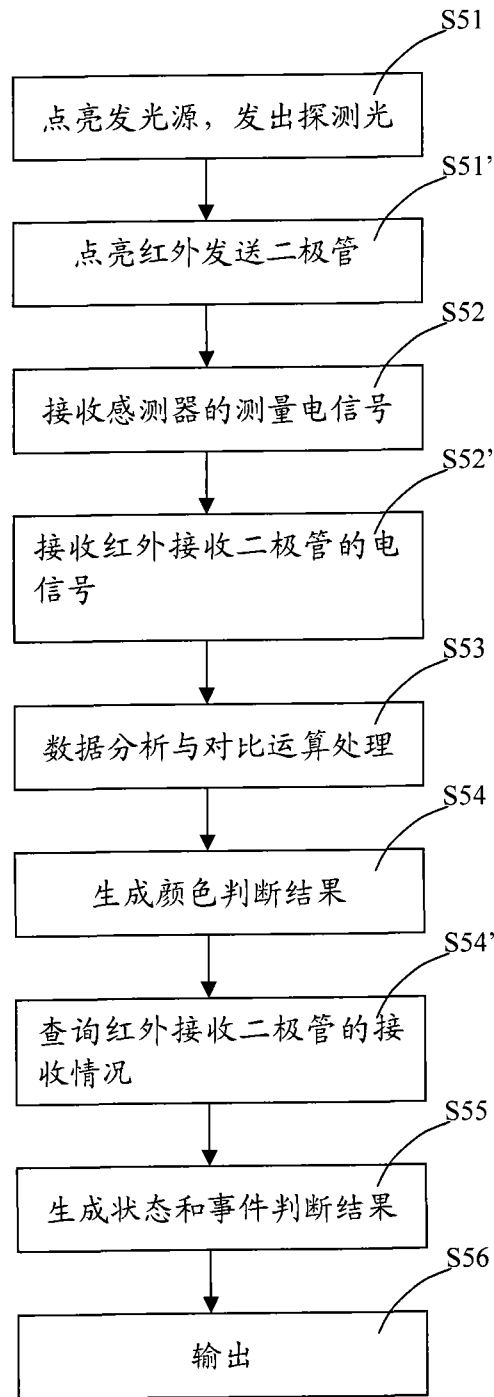 S51
点亮发光源，发出探测光
S51’
点亮红外发送二极管
S52
接收感测器的测量电信号
S52’
接收红外接收二极管的电
信号
S53
数据分析与对比运算处理
S54
生成颜色判断结果
S54’
查询红外接收二极管的接
收情况
S55
生成状态和事件判断结果
S56
输出